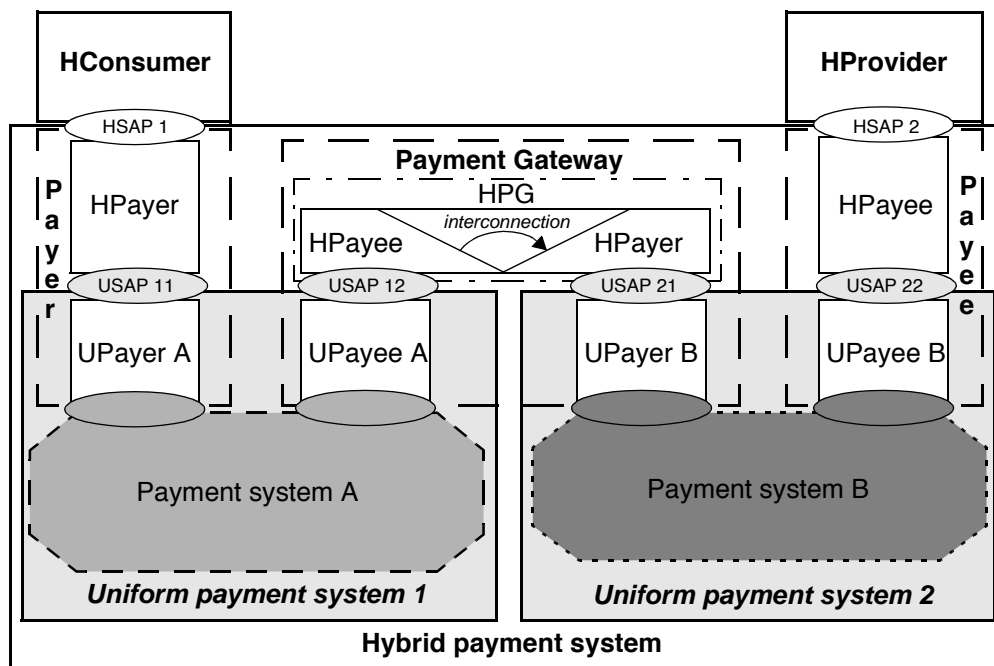 HConsumer
HProvider
HSAP 1
HSAP 2
Payment Gateway
HPG
interconnection
Payer
HPayer
HPayee
HPayer
HPayee
Payee
USAP 11
USAP 12
USAP 21
USAP 22
UPayer A
UPayee A
UPayer B
UPayee B
Payment system A
Payment system B
Uniform payment system 1
Uniform payment system 2
Hybrid payment system